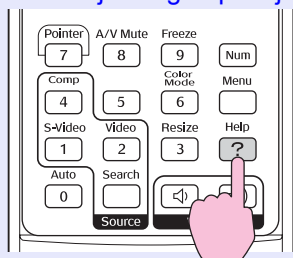 Pointer A/V Mute Freeze
7 8 9 Num
Comp Color Mode Menu
4 5 6
S-Video Video Resize Help
1 2 3 ?
Auto Search
0
Source